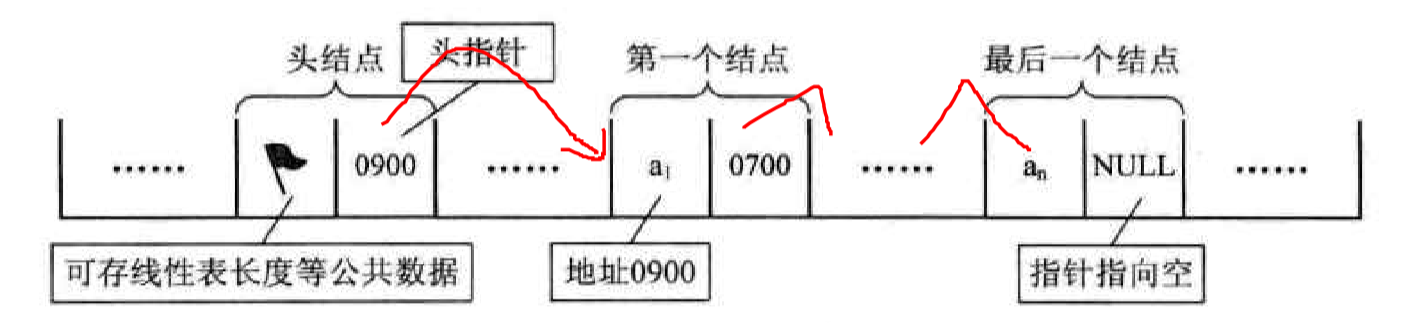 头结点 头指针 第一个结点 最后一个结点
…… 0900 …… a₁ 0700 …… aₙ NULL ……
可存线性表长度等公共数据 地址0900 指针指向空